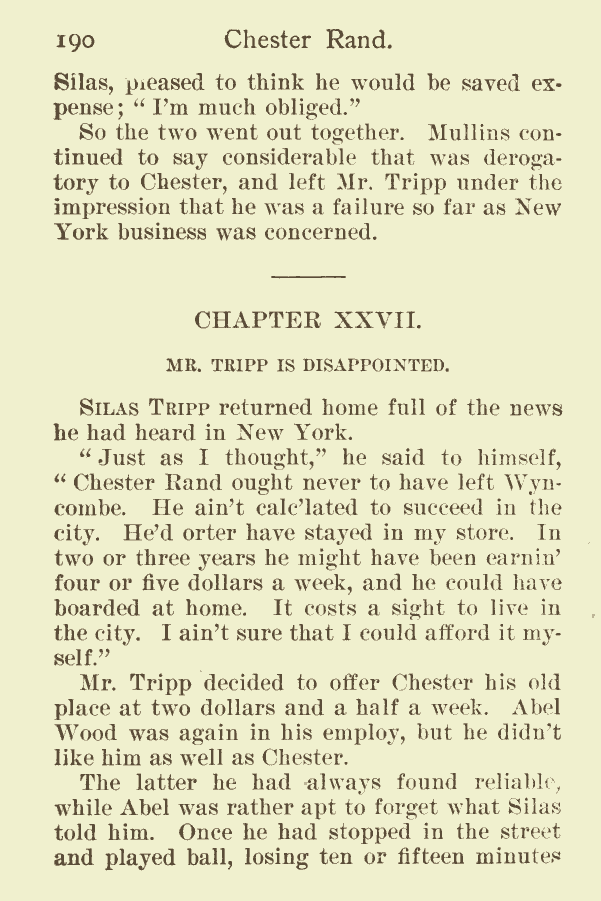 190 Chester Rand.
Silas, pleased to think he would be saved ex-
pense; “ I'm much obliged.”
So the two went out together. Mullins con-
tinued to say considerable that was deroga-
tory to Chester, and left Mr. Tripp under the
impression that he was a failure so far as New
York business was concerned.
CHAPTER XXVII.
MR. TRIPP IS DISAPPOINTED.
SILAS TRIPP returned home full of the news
he had heard in New York.
“ Just as I thought,” he said to himself,
“ Chester Rand ought never to have left Wyn-
combe. He ain't calc'lated to succeed in the
city. He'd orter have stayed in my store. In
two or three years he might have been earnin'
four or five dollars a week, and he could have
boarded at home. It costs a sight to live in
the city. I ain't sure that I could afford it my-
self.”
Mr. Tripp decided to offer Chester his old
place at two dollars and a half a week. Abel
Wood was again in his employ, but he didn't
like him as well as Chester.
The latter he had always found reliable,
while Abel was rather apt to forget what Silas
told him. Once he had stopped in the street
and played ball, losing ten or fifteen minutes